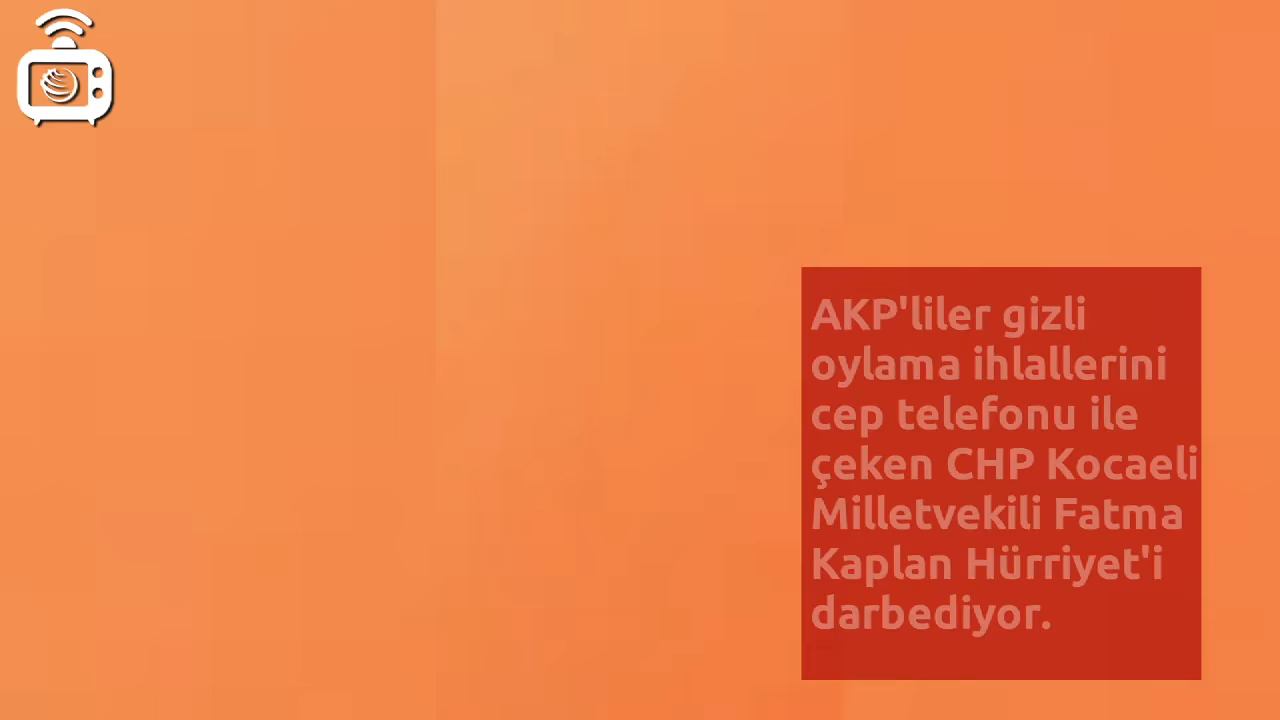 AKP'liler gizli
oylama ihlallerini
cep telefonu ile
çeken CHP Kocaeli
Milletvekili Fatma
Kaplan Hürriyet'i
darbediyor.